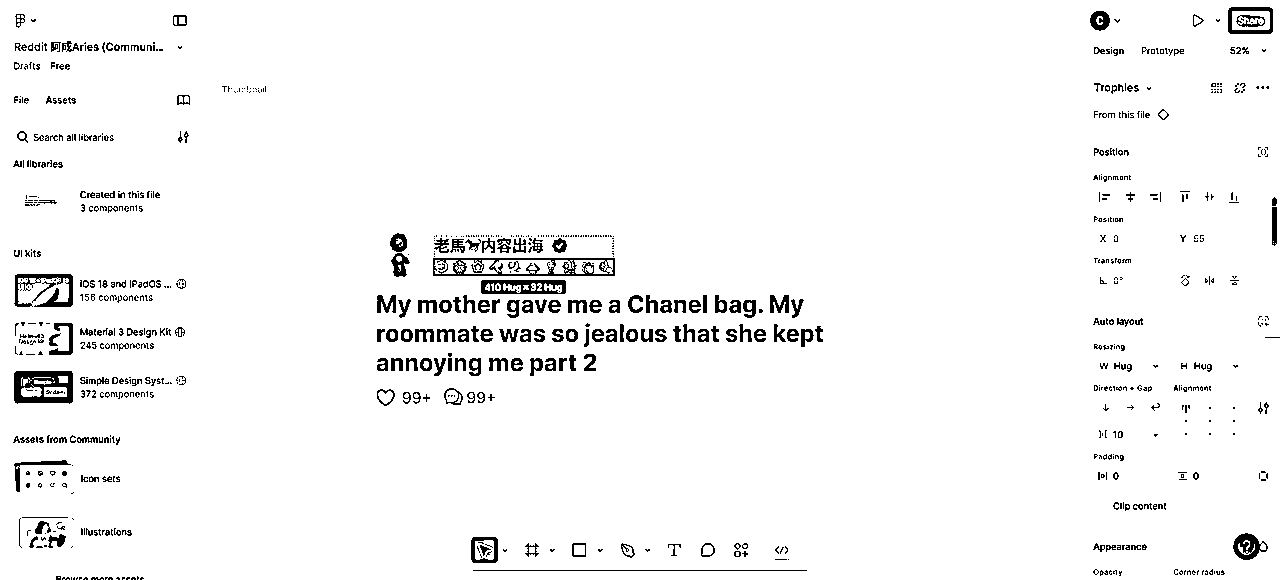 Reddit 阿成Aries (Communi...
Drafts Free
File Assets
Search all libraries
All libraries
Created in this file
3 components
UI kits
iOS 18 and iPadOS ...
156 components
Material 3 Design Kit
245 components
Simple Design Syst...
372 components
Assets from Community
Icon sets
Illustrations
Browse more assets
Thumbnail
老馬🐎内容出海
410 Hug × 32 Hug
My mother gave me a Chanel bag. My
roommate was so jealous that she kept
annoying me part 2
99+ 99+
C
Share
Design Prototype 52%
Trophies
From this file
Position
Alignment
Position
X 0 Y 55
Transform
0°
Auto layout
Resizing
W Hug H Hug
Direction + Gap Alignment
10
Padding
0 0
Clip content
Appearance
Opacity Corner radius